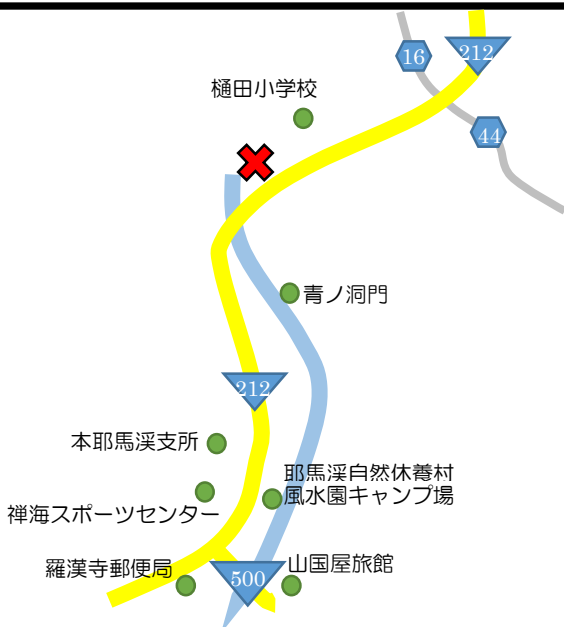 16
212
樋田小学校
44
青ノ洞門
212
本耶馬渓支所
耶馬渓自然休養村
風水園キャンプ場
禅海スポーツセンター
羅漢寺郵便局
500
山国屋旅館